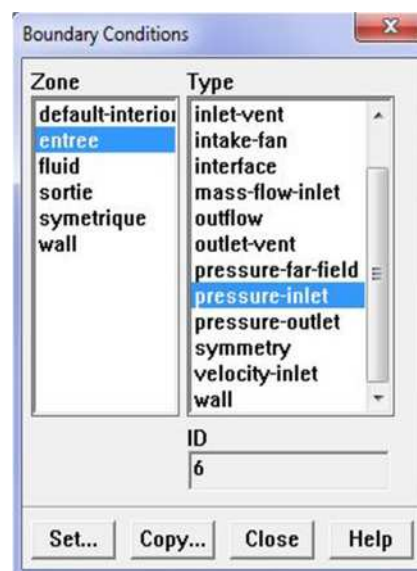 Boundary Conditions
Zone
default-interior
entree
fluid
sortie
symetrique
wall
Type
inlet-vent
intake-fan
interface
mass-flow-inlet
outflow
outlet-vent
pressure-far-field
pressure-inlet
pressure-outlet
symmetry
velocity-inlet
wall
ID
6
Set...
Copy...
Close
Help